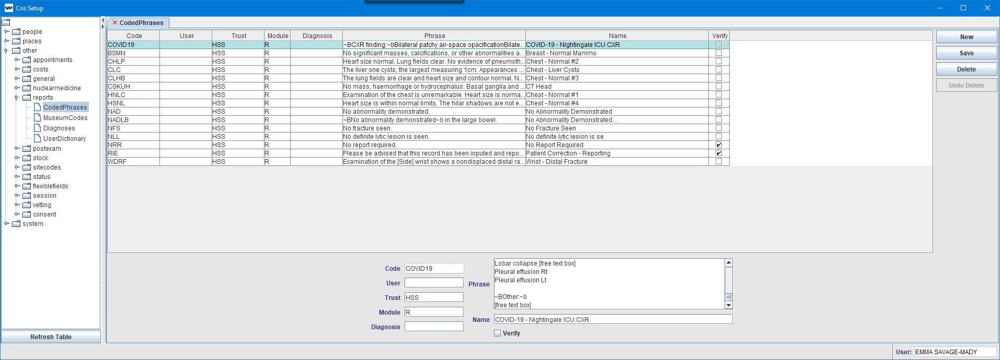 Cris Setup
people
places
other
appointments
costs
general
nuclearmedicine
reports
CodedPhrases
MuseumCodes
Diagnoses
UserDictionary
postexam
stock
sitecodes
status
flexiblefields
session
vetting
consent
system
Refresh Table
CodedPhrases
Code User Trust Module Diagnosis Phrase Name Verify
COVID19 HSS R ~BCXR finding:~bBilateral patchy air-space opacificationBilate... COVID-19 - Nightingale ICU CXR
BSMN HSS R No significant masses, calcifications, or other abnormalities a... Breast - Normal Mammo
CHLP HSS R Heart size normal. Lung fields clear. No evidence of pneumoth... Chest - Normal #2
CLC HSS R The liver one cysts, the largest measuring 1cm. Appearances ... Chest - Liver Cysts
CLHB HSS R The lung fields are clear and heart size and contour normal. N... Chest - Normal #3
CSKUH HSS R No mass, haemorrhage or hydrocephalus. Basal ganglia and ... CT Head
HNLC HSS R Examination of the chest is unremarkable. Heart size is norma... Chest - Normal #1
HSNL HSS R Heart size is within normal limits. The hilar shadows are not e... Chest - Normal #4
NAD HSS R No abnormality demonstrated. No Abnormality Demonstrated
NADLB HSS R ~BNo abnormality demonstrated~b in the large bowel. No Abnormality Demonstrated...
NFS HSS R No fracture seen. No Fracture Seen
NLL HSS R No definite lytic lesion is seen. No definite lytic lesion is se
NRR HSS R No report required. No Report Required
RIE HSS R Please be advised that this record has been inputed and repo... Patient Correction - Reporting
WDRF HSS R Examination of the [Side] wrist shows a nondisplaced distal ra... Wrist - Distal Fracture
New
Save
Delete
Undo Delete
Code COVID19
User
Trust HSS
Module R
Diagnosis
Phrase
Lobar collapse [free text box]
Pleural effusion Rt
Pleural effusion Lt
~BOther:~b
[free text box]
Name COVID-19 - Nightingale ICU CXR
Verify
User: EMMA SAVAGE-MADY